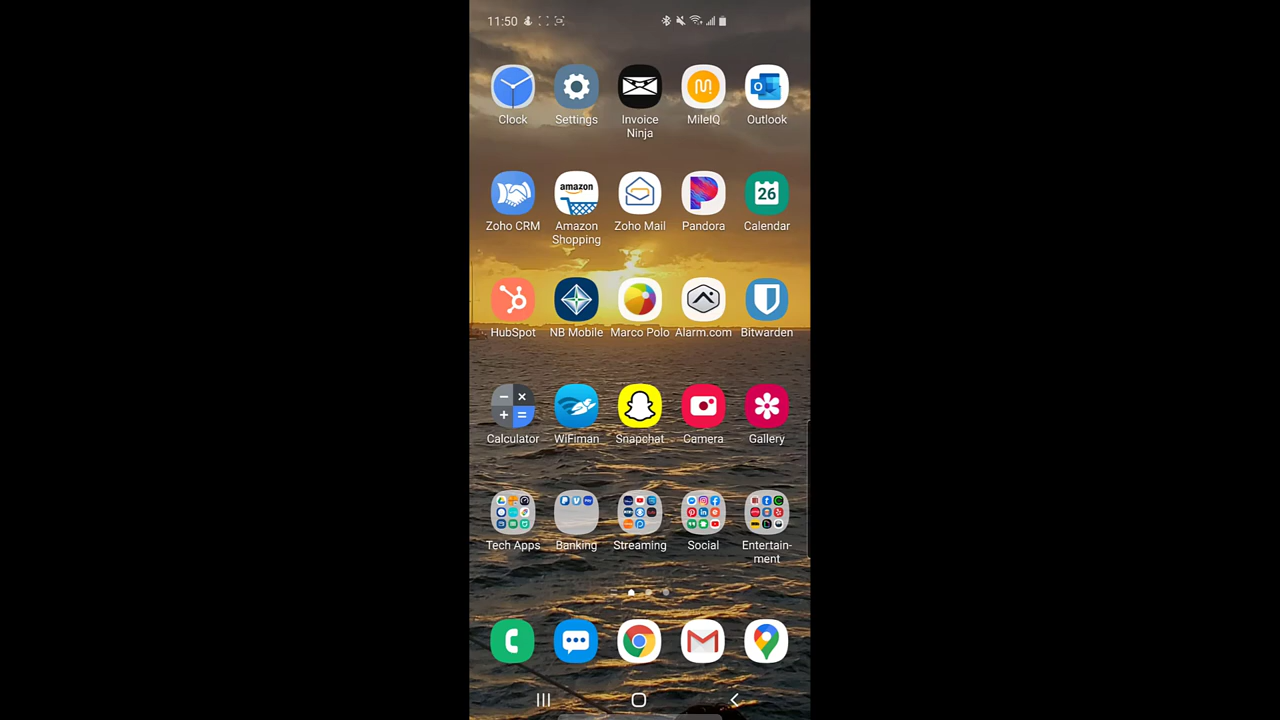 11:50
Clock Settings Invoice Ninja MileIQ Outlook
Zoho CRM amazon Amazon Shopping Zoho Mail Pandora 26 Calendar
HubSpot NB Mobile Marco Polo Alarm.com Bitwarden
Calculator WiFiman Snapchat Camera Gallery
Tech Apps Banking Streaming Social Entertain-
ment